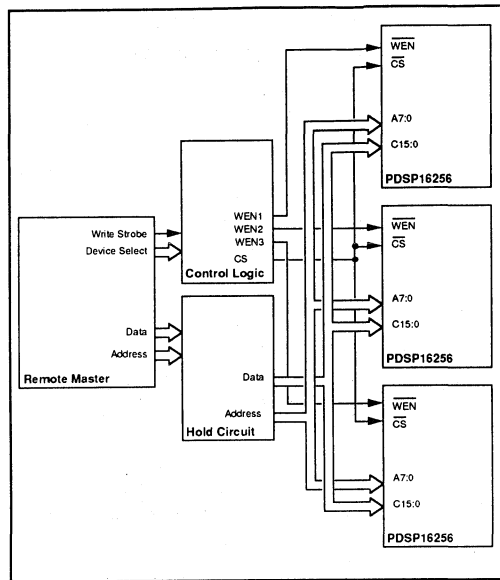 WEN
CS
A7:0
C15:0
PDSP16256
WEN1
WEN2
WEN3
CS
Control Logic
Write Strobe
Device Select
Data
Address
Remote Master
Data
Address
Hold Circuit
WEN
CS
A7:0
C15:0
PDSP16256
WEN
CS
A7:0
C15:0
PDSP16256